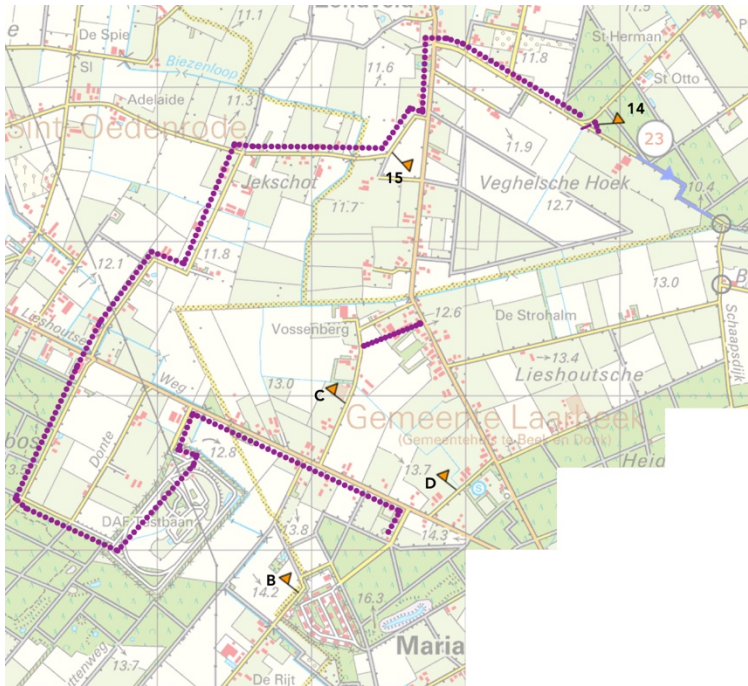 11.1
De Spie
Sl
Biezenloop
11.6
11.8
St Herman
St Otto
Adelaide
11.3
14
Sint-Oedenrode
23
11.9
Jekschot
15
Veghelsche Hoek
10.4
11.7
12.7
12.1
11.8
13.0
12.6
De Strohalm
Vossenberg
Schaapsdijk
Lieshoutse
Weg
13.4
13.0
Lieshoutsche
C
Gemeente Laarbeek
(Gemeentehuis te Beek en Donk)
Donte
12.8
13.7
Heid
D
S
DAF Testbaan
13.8
14.3
B
14.2
16.3
Maria
13.7
De Rijt